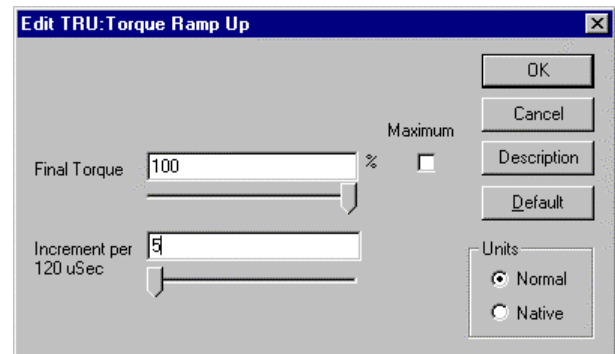 Edit TRU:Torque Ramp Up
OK
Cancel
Maximum
Description
Final Torque 100 %
Default
Increment per 120 uSec 5
Units
Normal
Native